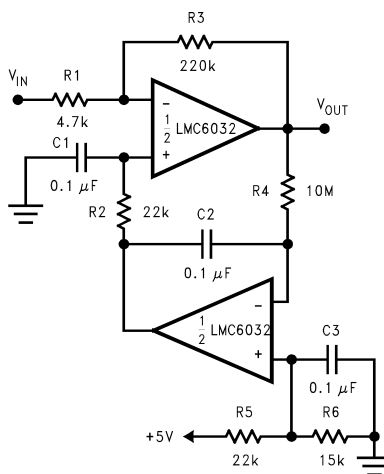 R3
220k
V_IN
R1
4.7k
−
1/2 LMC6032
+
V_OUT
C1
0.1 μF
R4
10M
R2
22k
C2
0.1 μF
−
1/2 LMC6032
+
C3
0.1 μF
+5V
R5
22k
R6
15k